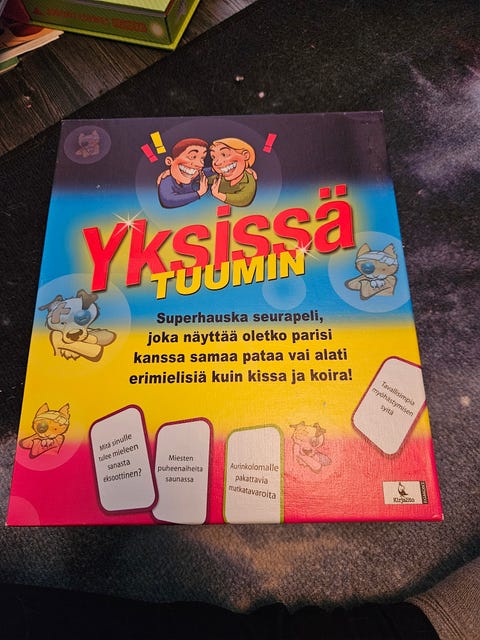 Yksissä
TUUMIN
Superhauska seurapeli,
joka näyttää oletko parisi
kanssa samaa pataa vai alati
erimielisiä kuin kissa ja koira!
Mitä sinulle
tulee mieleen
sanasta
eksoottinen?
Miesten
puheenaiheita
saunassa
Aurinkolomalle
pakattavia
matkatavaroita
Tavallisimpia
myöhästymisen
syitä
Kirjalito